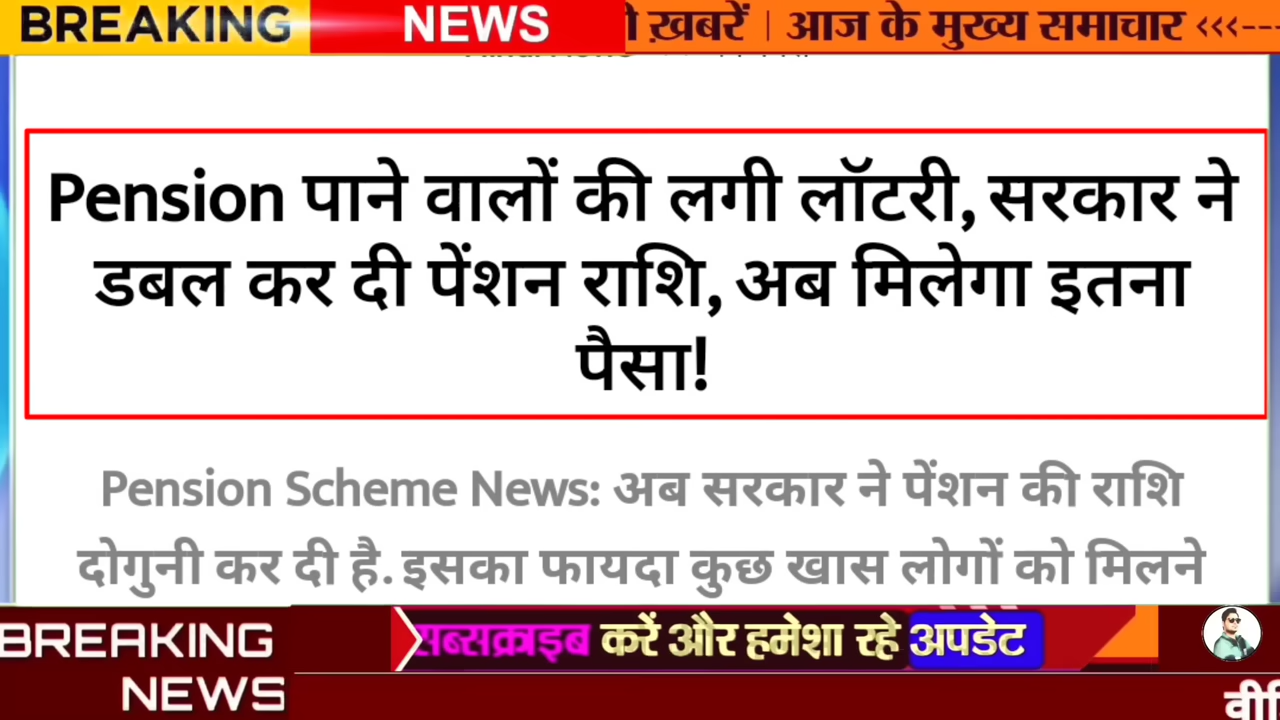 BREAKING NEWS ख़बरें | आज के मुख्य समाचार <<<--
Pension पाने वालों की लगी लॉटरी, सरकार ने
डबल कर दी पेंशन राशि, अब मिलेगा इतना
पैसा!
Pension Scheme News: अब सरकार ने पेंशन की राशि
दोगुनी कर दी है. इसका फायदा कुछ खास लोगों को मिलने
BREAKING
NEWS
सब्सक्राइब करें और हमेशा रहे अपडेट